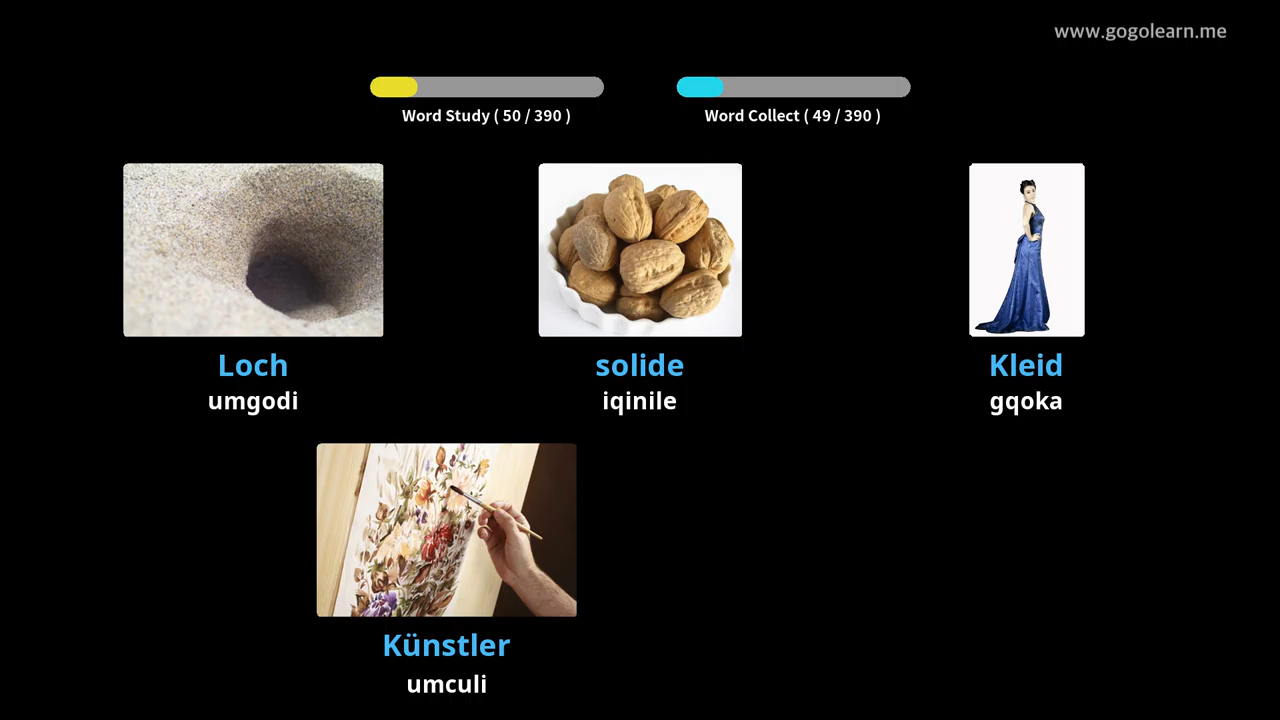 www.gogolearn.me
Word Study ( 50 / 390 )
Word Collect ( 49 / 390 )
Loch
umgodi
solide
iqinile
Kleid
gqoka
Künstler
umculi